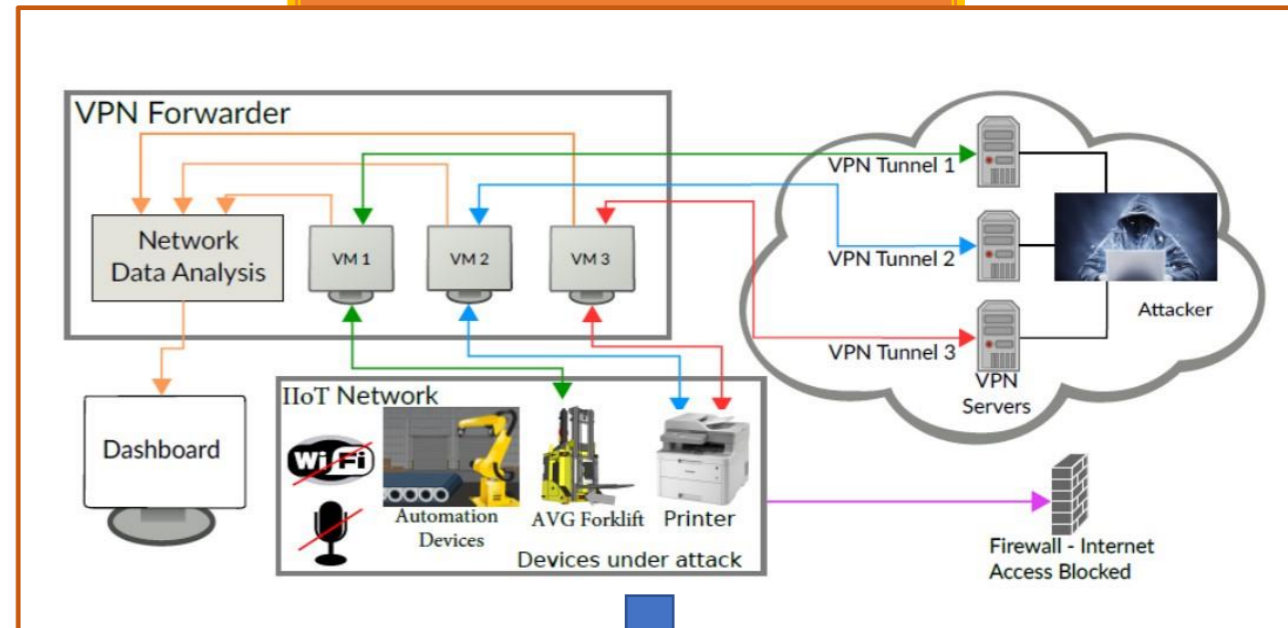 VPN Forwarder
Network
Data Analysis
VM 1
VM 2
VM 3
VPN Tunnel 1
VPN Tunnel 2
VPN Tunnel 3
VPN
Servers
Attacker
Dashboard
IIoT Network
Wi Fi
Automation
Devices
AVG Forklift
Printer
Devices under attack
Firewall - Internet
Access Blocked